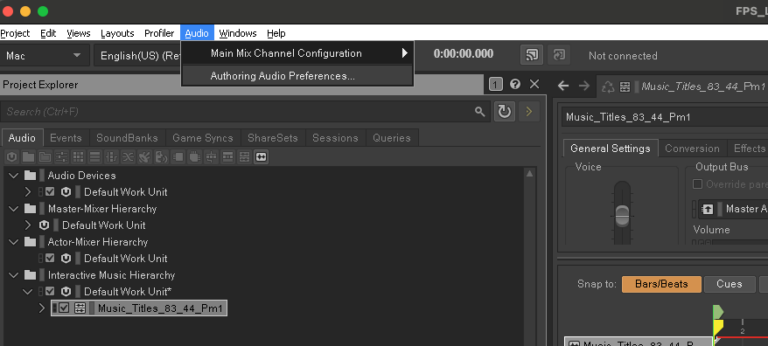 FPS_L
Project Edit Views Layouts Profiler Audio Windows Help
Mac English(US) (Re 0:00:00.000 Not connected
Main Mix Channel Configuration
Authoring Audio Preferences...
Project Explorer 1
Music_Titles_83_44_Pm1
Search (Ctrl+F)
Music_Titles_83_44_Pm1
Audio Events SoundBanks Game Syncs ShareSets Sessions Queries
General Settings Conversion Effects
Voice Output Bus
Audio Devices
Override pare
Default Work Unit
Master-Mixer Hierarchy
Master A
Default Work Unit
Volume
Actor-Mixer Hierarchy
Default Work Unit
Interactive Music Hierarchy
Snap to: Bars/Beats Cues
Default Work Unit*
Music_Titles_83_44_Pm1
1
2
Music_Titles_83_44_P